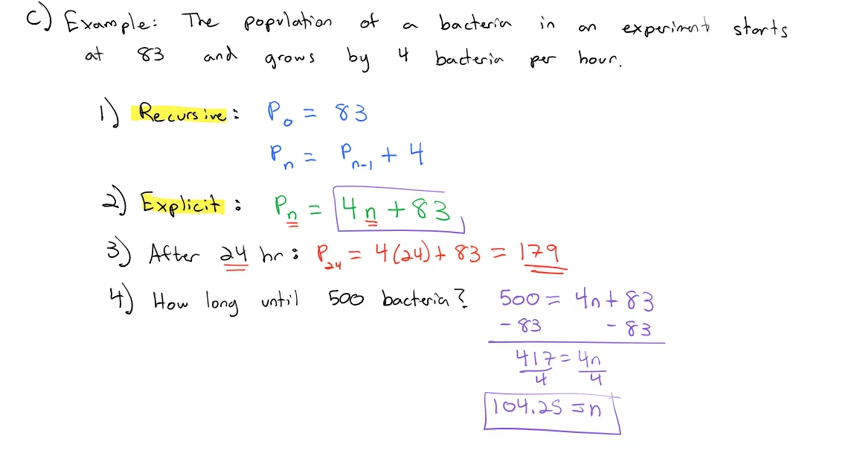 C) Example: The population of a bacteria in an experiment starts
at 83 and grows by 4 bacteria per hour.
1) Recursive: P₀ = 83
Pₙ = Pₙ₋₁ + 4
2) Explicit: Pₙ = 4n + 83
3) After 24 hr: P₂₄ = 4(24) + 83 = 179
4) How long until 500 bacteria? 500 = 4n + 83
- 83 - 83
417/4 = 4n/4
104.25 = n